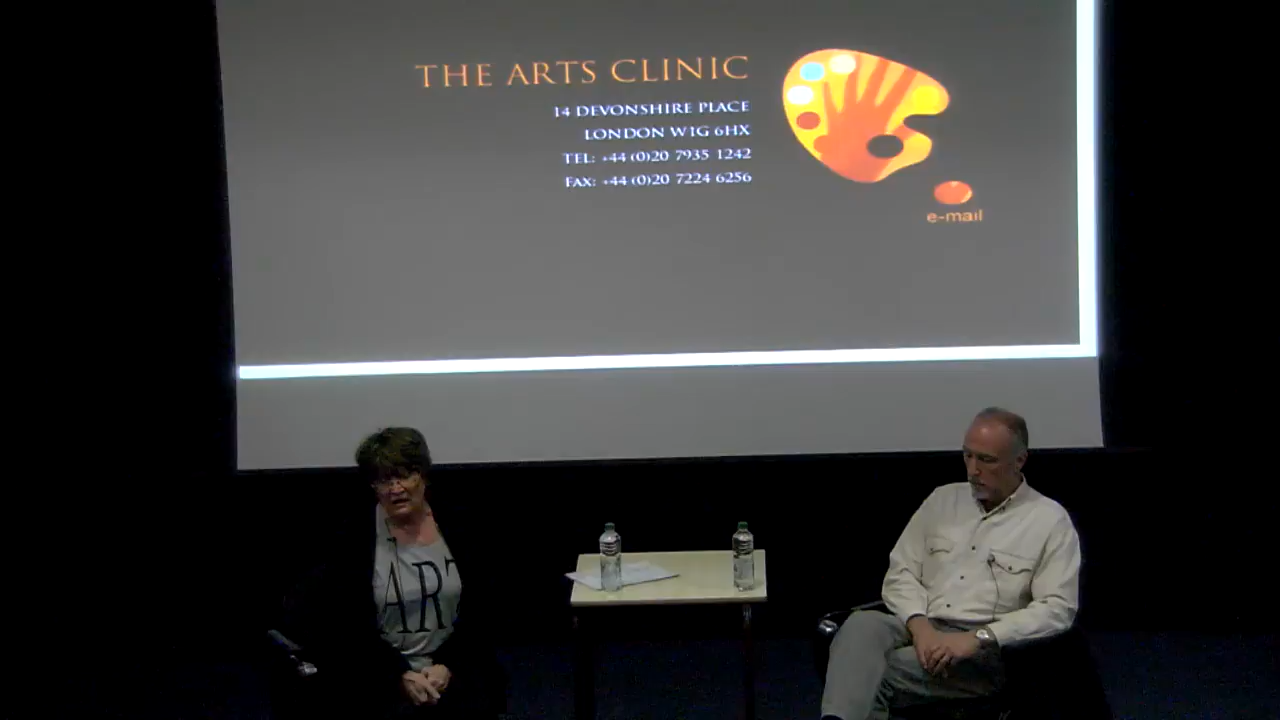 THE ARTS CLINIC
14 DEVONSHIRE PLACE
LONDON W1G 6HX
TEL: +44 (0)20 7935 1242
FAX: +44 (0)20 7224 6256
e-mail
ART